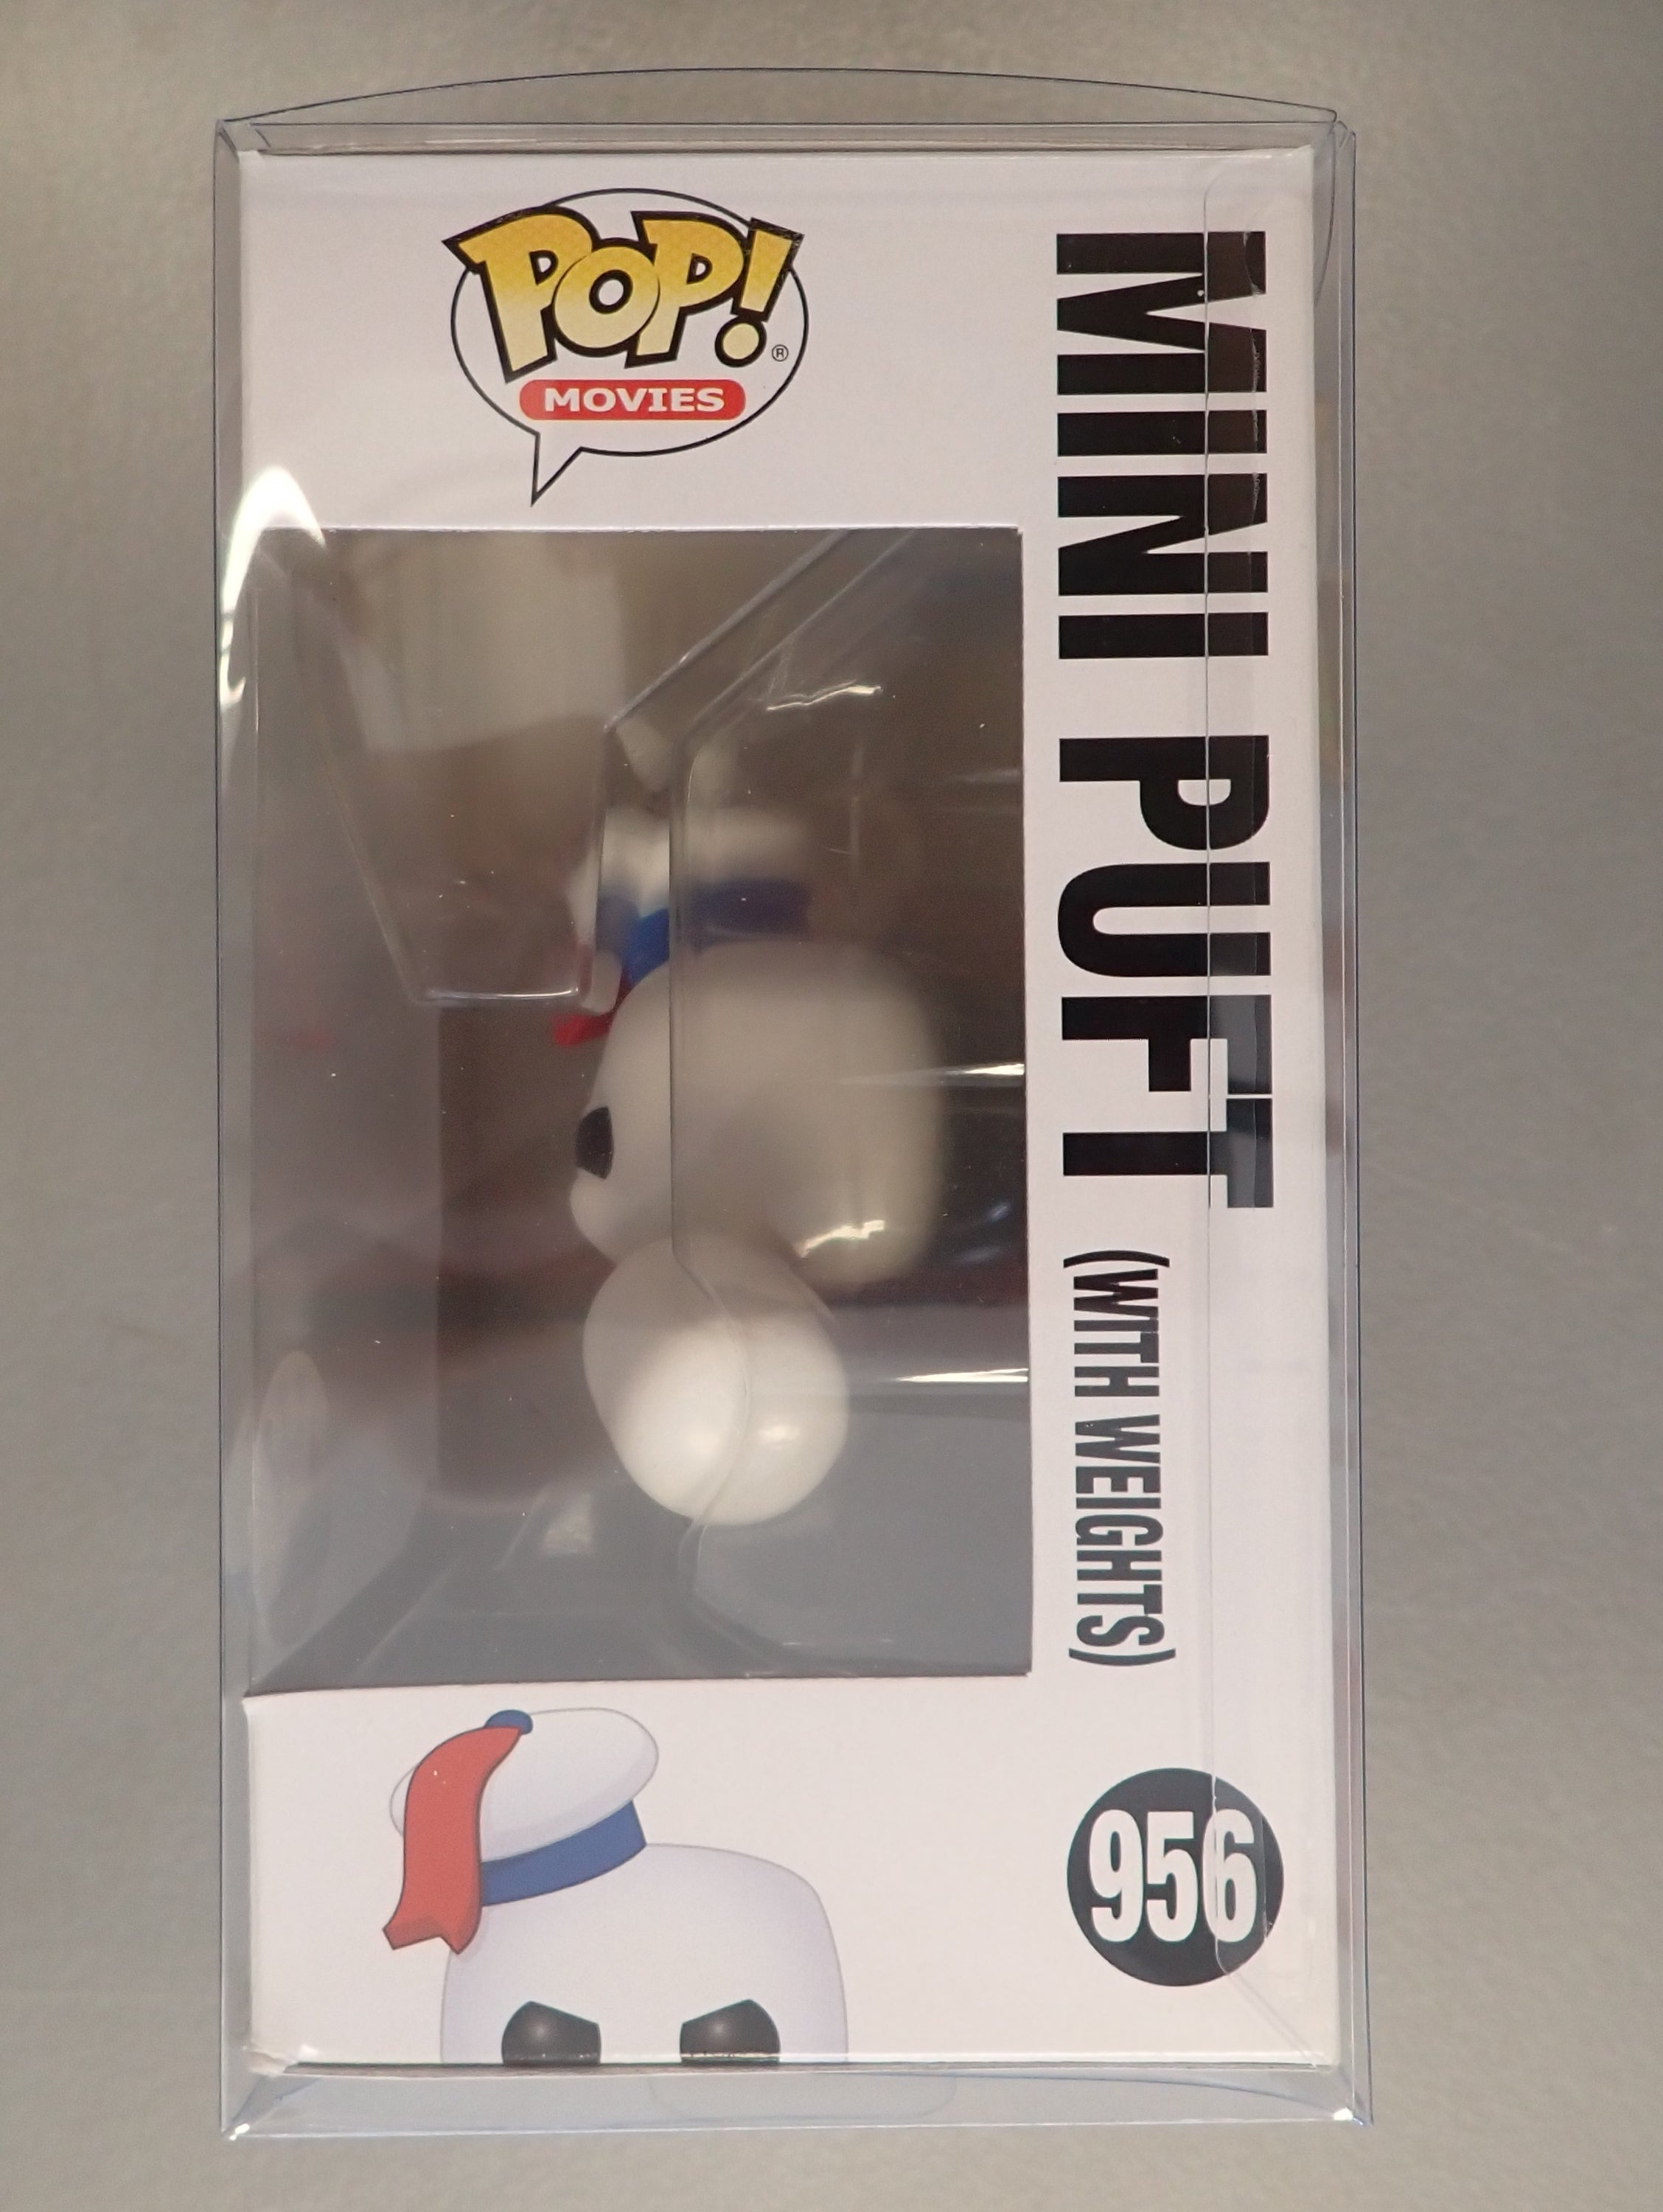 POP!®
MOVIES
MINI PUFT (WITH WEIGHTS)
956